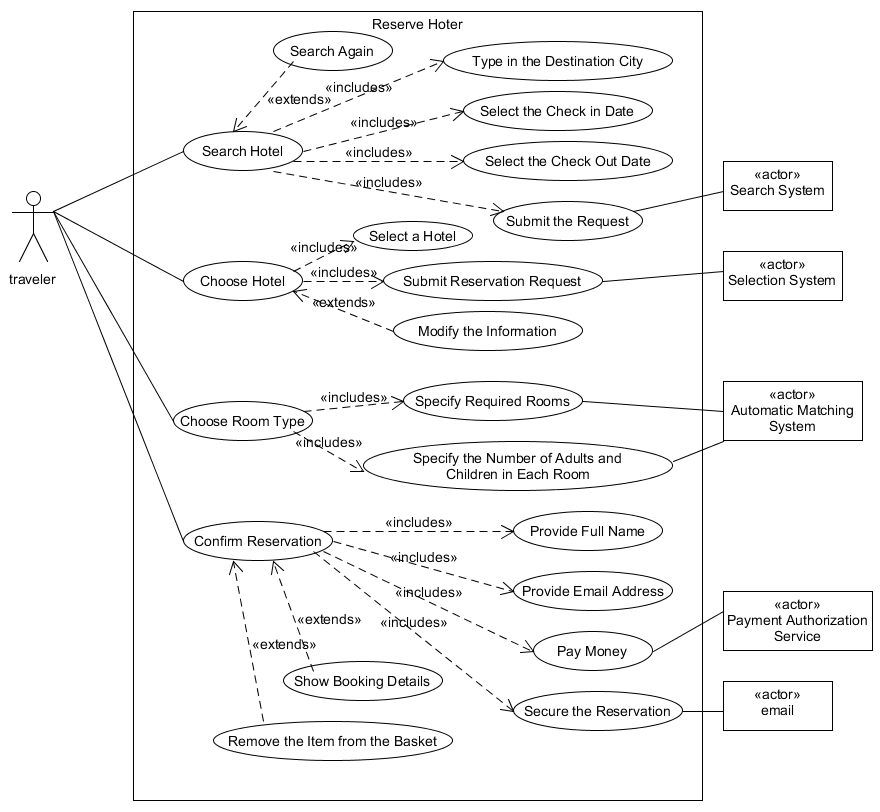 Reserve Hoter
Search Again
Type in the Destination City
«includes»
«extends»
Select the Check in Date
«includes»
Search Hotel
«includes»
Select the Check Out Date
«includes»
«actor»
Search System
Submit the Request
traveler
Select a Hotel
«includes»
Choose Hotel
«includes»
Submit Reservation Request
«actor»
Selection System
«extends»
Modify the Information
Choose Room Type
«includes»
Specify Required Rooms
«actor»
Automatic Matching
System
«includes»
Specify the Number of Adults and
Children in Each Room
Confirm Reservation
«includes»
Provide Full Name
«includes»
Provide Email Address
«includes»
«extends»
«includes»
«actor»
Payment Authorization
Service
«extends»
Pay Money
Show Booking Details
Secure the Reservation
«actor»
email
Remove the Item from the Basket